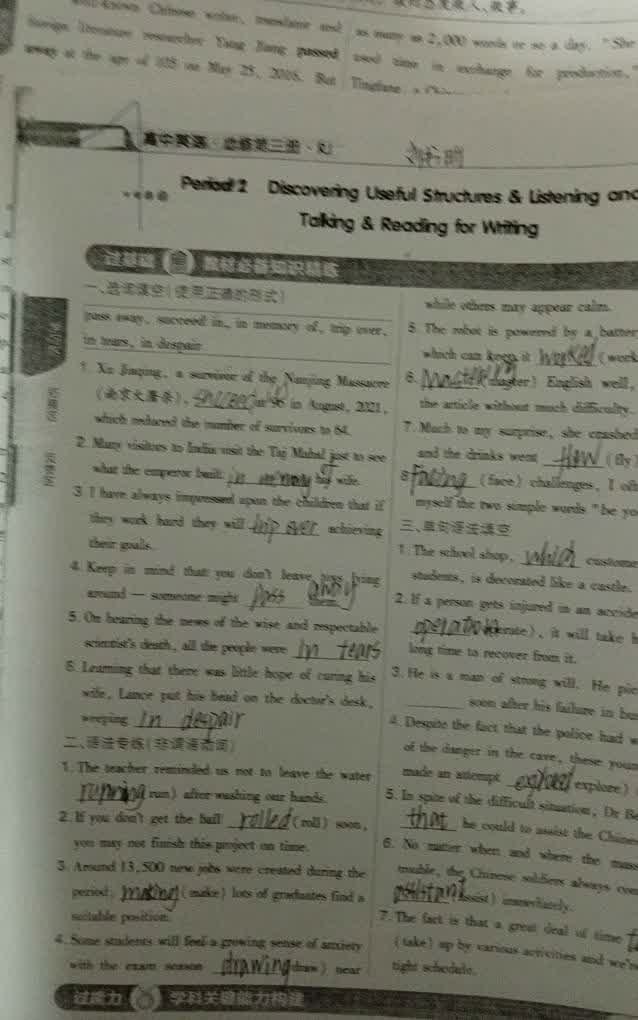 well-known Chinese writer, translator and
foreign literature researcher Yang Jiang passed
away at the age of 105 on May 25, 2016. But
as many as 2,000 words or so a day. "She
used time in exchange for production,"
高中英语·必修第三册·RJ
Period 2 Discovering Useful Structures & Listening and
Talking & Reading for Writing
过基础 教材必备知识精练
一、选词填空(使用正确的形式)
pass away, succeed in, in memory of, trip over,
in tears, in despair
1. Xia Shuqing, a survivor of the Nanjing Massacre
(南京大屠杀), at 96 in August, 2021,
which reduced the number of survivors to 64.
2. Many visitors to India visit the Taj Mahal just to see
what the emperor built in memory of his wife.
3. I have always impressed upon the children that if
they work hard they will trip over achieving
their goals.
4. Keep in mind that you don't leave toys lying
around — someone might pass away them.
5. On hearing the news of the wise and respectable
scientist's death, all the people were in tears
6. Learning that there was little hope of curing his
wife, Lance put his head on the doctor's desk,
weeping in despair
二、语法专练(非谓语动词)
1. The teacher reminded us not to leave the water
running (run) after washing our hands.
2. If you don't get the ball rolled (roll) soon,
you may not finish this project on time.
3. Around 13,500 new jobs were created during the
period, making (make) lots of graduates find a
suitable position.
4. Some students will feel a growing sense of anxiety
with the exam season drawing (draw) near
过能力 学科关键能力构建
while others may appear calm.
5. The robot is powered by a batter
which can keep it worked (work
6. (master) English well,
the article without much difficulty.
7. Much to my surprise, she crashed
and the drinks went flew (fly)
8. Faking (face) challenges, I oft
myself the two simple words "be yo
三、单句语法填空
1. The school shop, which custome
students, is decorated like a castle.
2. If a person gets injured in an accide
(operate), it will take h
long time to recover from it.
3. He is a man of strong will. He pic
soon after his failure in bu
4. Despite the fact that the police had w
of the danger in the cave, these youn
made an attempt (explore)
5. In spite of the difficult situation, Dr Be
that he could to assist the Chine
6. No matter when and where the mass
trouble, the Chinese soldiers always com
assistant (assist) immediately.
7. The fact is that a great deal of time
(take) up by various activities and we're
tight schedule.